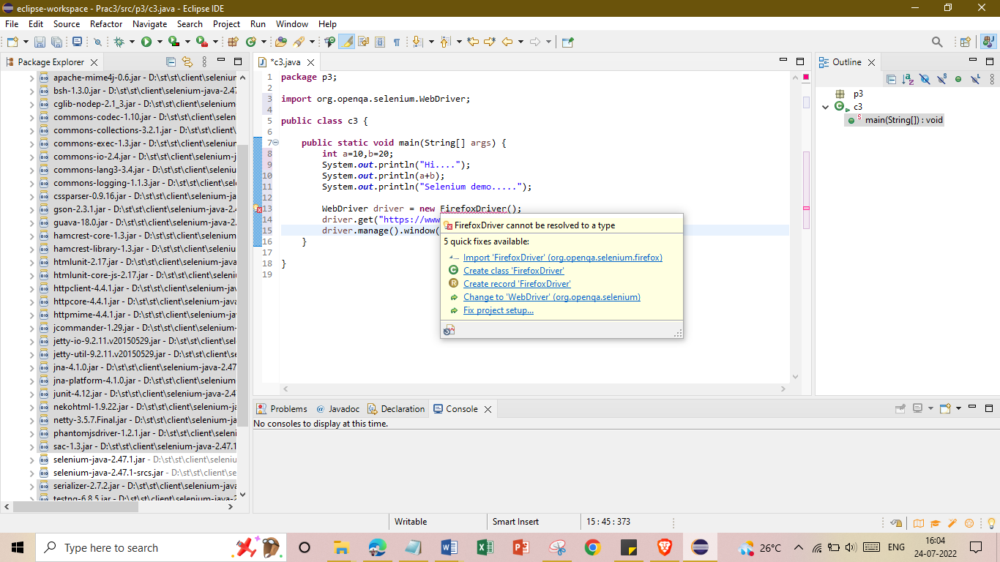 eclipse-workspace - Prac3/src/p3/c3.java - Eclipse IDE
File Edit Source Refactor Navigate Search Project Run Window Help
Package Explorer
apache-mime4j-0.6.jar - D:\st\st\client\seleniur
bsh-1.3.0.jar - D:\st\st\client\selenium-java-2.47
cglib-nodep-2.1_3.jar - D:\st\st\client\selenium-
commons-codec-1.10.jar - D:\st\st\client\selen
commons-collections-3.2.1.jar - D:\st\st\client\
commons-exec-1.3.jar - D:\st\st\client\selenium
commons-io-2.4.jar - D:\st\st\client\selenium-j
commons-lang3-3.4.jar - D:\st\st\client\seleniu
commons-logging-1.1.3.jar - D:\st\st\client\sele
cssparser-0.9.16.jar - D:\st\st\client\selenium-ja
gson-2.3.1.jar - D:\st\st\client\selenium-java-2.
guava-18.0.jar - D:\st\st\client\selenium-java-2.
hamcrest-core-1.3.jar - D:\st\st\client\selenium
hamcrest-library-1.3.jar - D:\st\st\client\seleniu
htmlunit-2.17.jar - D:\st\st\client\selenium-java
htmlunit-core-js-2.17.jar - D:\st\st\client\seleni
httpclient-4.4.1.jar - D:\st\st\client\selenium-jav
httpcore-4.4.1.jar - D:\st\st\client\selenium-java
httpmime-4.4.1.jar - D:\st\st\client\selenium-ja
jcommander-1.29.jar - D:\st\st\client\selenium-
jetty-io-9.2.11.v20150529.jar - D:\st\st\client\sel
jetty-util-9.2.11.v20150529.jar - D:\st\st\client\se
jna-4.1.0.jar - D:\st\st\client\selenium-java-2.47
jna-platform-4.1.0.jar - D:\st\st\client\selenium
junit-4.12.jar - D:\st\st\client\selenium-java-2.4
nekohtml-1.9.22.jar - D:\st\st\client\selenium-j
netty-3.5.7.Final.jar - D:\st\st\client\selenium-ja
phantomjsdriver-1.2.1.jar - D:\st\st\client\seleni
sac-1.3.jar - D:\st\st\client\selenium-java-2.47.1
selenium-java-2.47.1.jar - D:\st\st\client\seleniu
selenium-java-2.47.1-srcs.jar - D:\st\st\client\se
serializer-2.7.2.jar - D:\st\st\client\selenium-java
testng-6.8.5.jar - D:\st\st\client\selenium-java-2
*c3.java
1 package p3;
2
3 import org.openqa.selenium.WebDriver;
4
5 public class c3 {
6
7 public static void main(String[] args) {
8 int a=10,b=20;
9 System.out.println("Hi....");
10 System.out.println(a+b);
11 System.out.println("Selenium demo.....");
12
13 WebDriver driver = new FirefoxDriver();
14 driver.get("https://www
15 driver.manage().window(
16 }
17
18 }
19
FirefoxDriver cannot be resolved to a type
5 quick fixes available:
Import 'FirefoxDriver' (org.openqa.selenium.firefox)
Create class 'FirefoxDriver'
Create record 'FirefoxDriver'
Change to 'WebDriver' (org.openqa.selenium)
Fix project setup...
Outline
p3
c3
main(String[]) : void
Problems @ Javadoc Declaration Console
No consoles to display at this time.
Writable Smart Insert 15 : 45 : 373
Type here to search
26°C ENG 16:04
24-07-2022